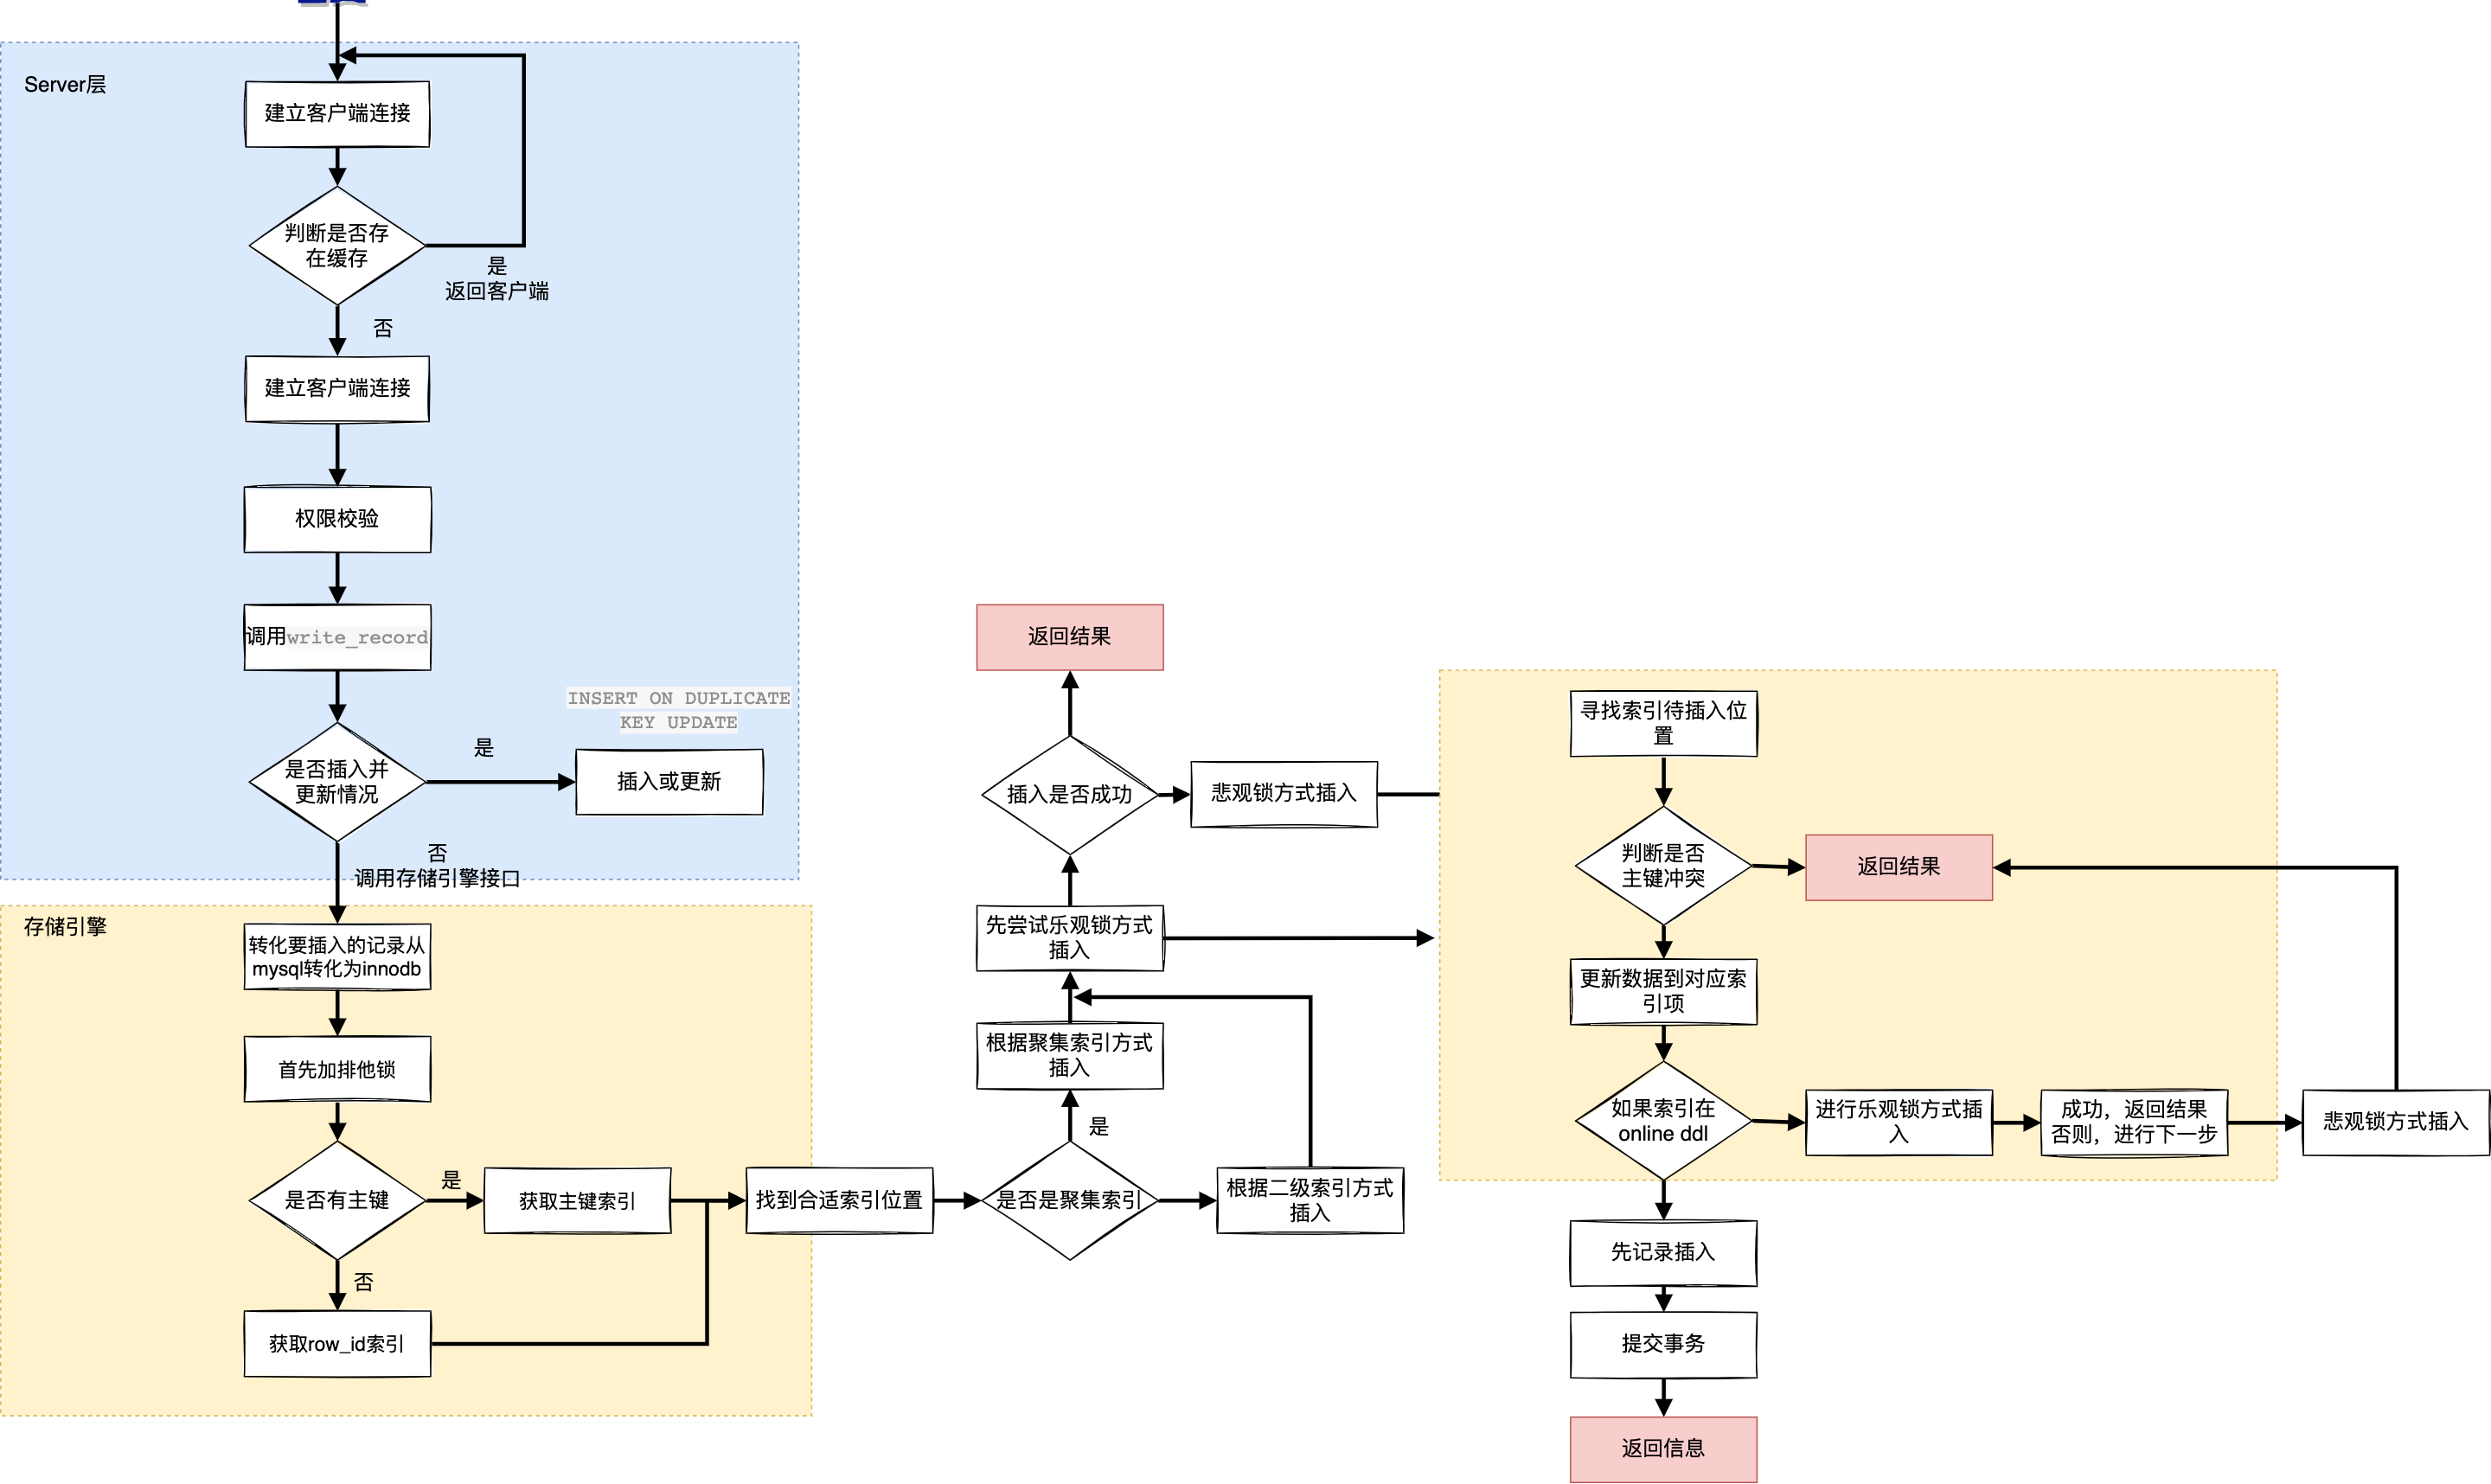 Server层
建立客户端连接
判断是否存
在缓存
是
返回客户端
否
建立客户端连接
权限校验
调用write_record
INSERT ON DUPLICATE
KEY UPDATE
是否插入并
更新情况
是
插入或更新
否
调用存储引擎接口
存储引擎
转化要插入的记录从
mysql转化为innodb
首先加排他锁
是否有主键
是
获取主键索引
否
获取row_id索引
找到合适索引位置
是否是聚集索引
是
根据二级索引方式
插入
根据聚集索引方式
插入
先尝试乐观锁方式
插入
插入是否成功
返回结果
悲观锁方式插入
寻找索引待插入位
置
判断是否
主键冲突
返回结果
更新数据到对应索
引项
如果索引在
online ddl
进行乐观锁方式插
入
成功，返回结果
否则，进行下一步
悲观锁方式插入
先记录插入
提交事务
返回信息